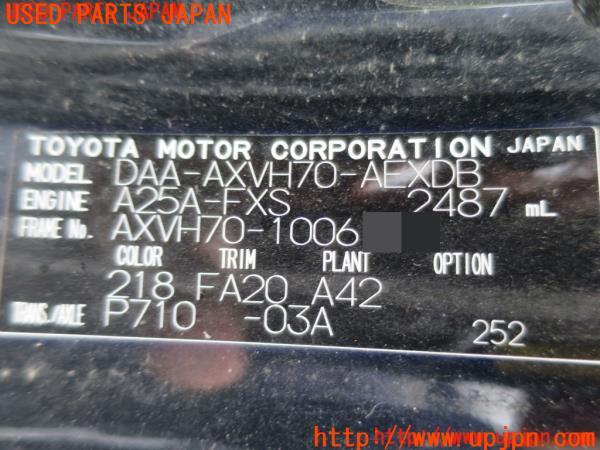 USED PARTS JAPAN
TOYOTA MOTOR CORPORATION JAPAN
MODEL DAA-AXVH70-AEXDB
ENGINE A25A-FXS 2487 mL
FRAME No. AXVH70-1006
COLOR TRIM PLANT OPTION
218 FA20 A42
TRANS./AXLE P710 -03A 252
http://www.upjpn.com